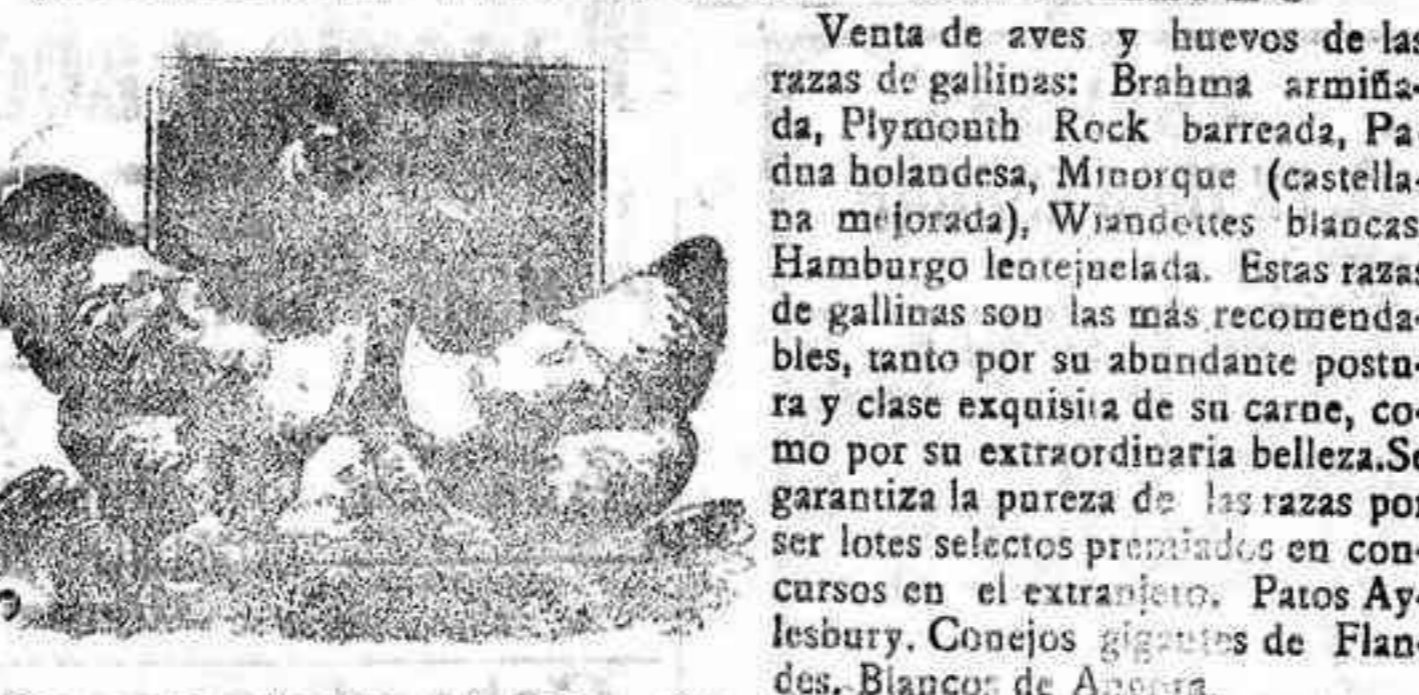 Venta de aves y huevos de las
razas de gallinas: Brahma armiña-
da, Plymouth Rock barreada, Pa-
dua holandesa, Minorque (castella-
na mejorada), Wiandottes blancas
Hamburgo lentejuelada. Estas razas
de gallinas son las más recomenda-
bles, tanto por su abundante postu-
ra y clase exquisita de su carne, co-
mo por su extraordinaria belleza.Se
garantiza la pureza de las razas por
ser lotes selectos premiados en con-
cursos en el extranjero. Patos Ay-
lesbury. Conejos gigantes de Flan-
des. Blancos de Angora